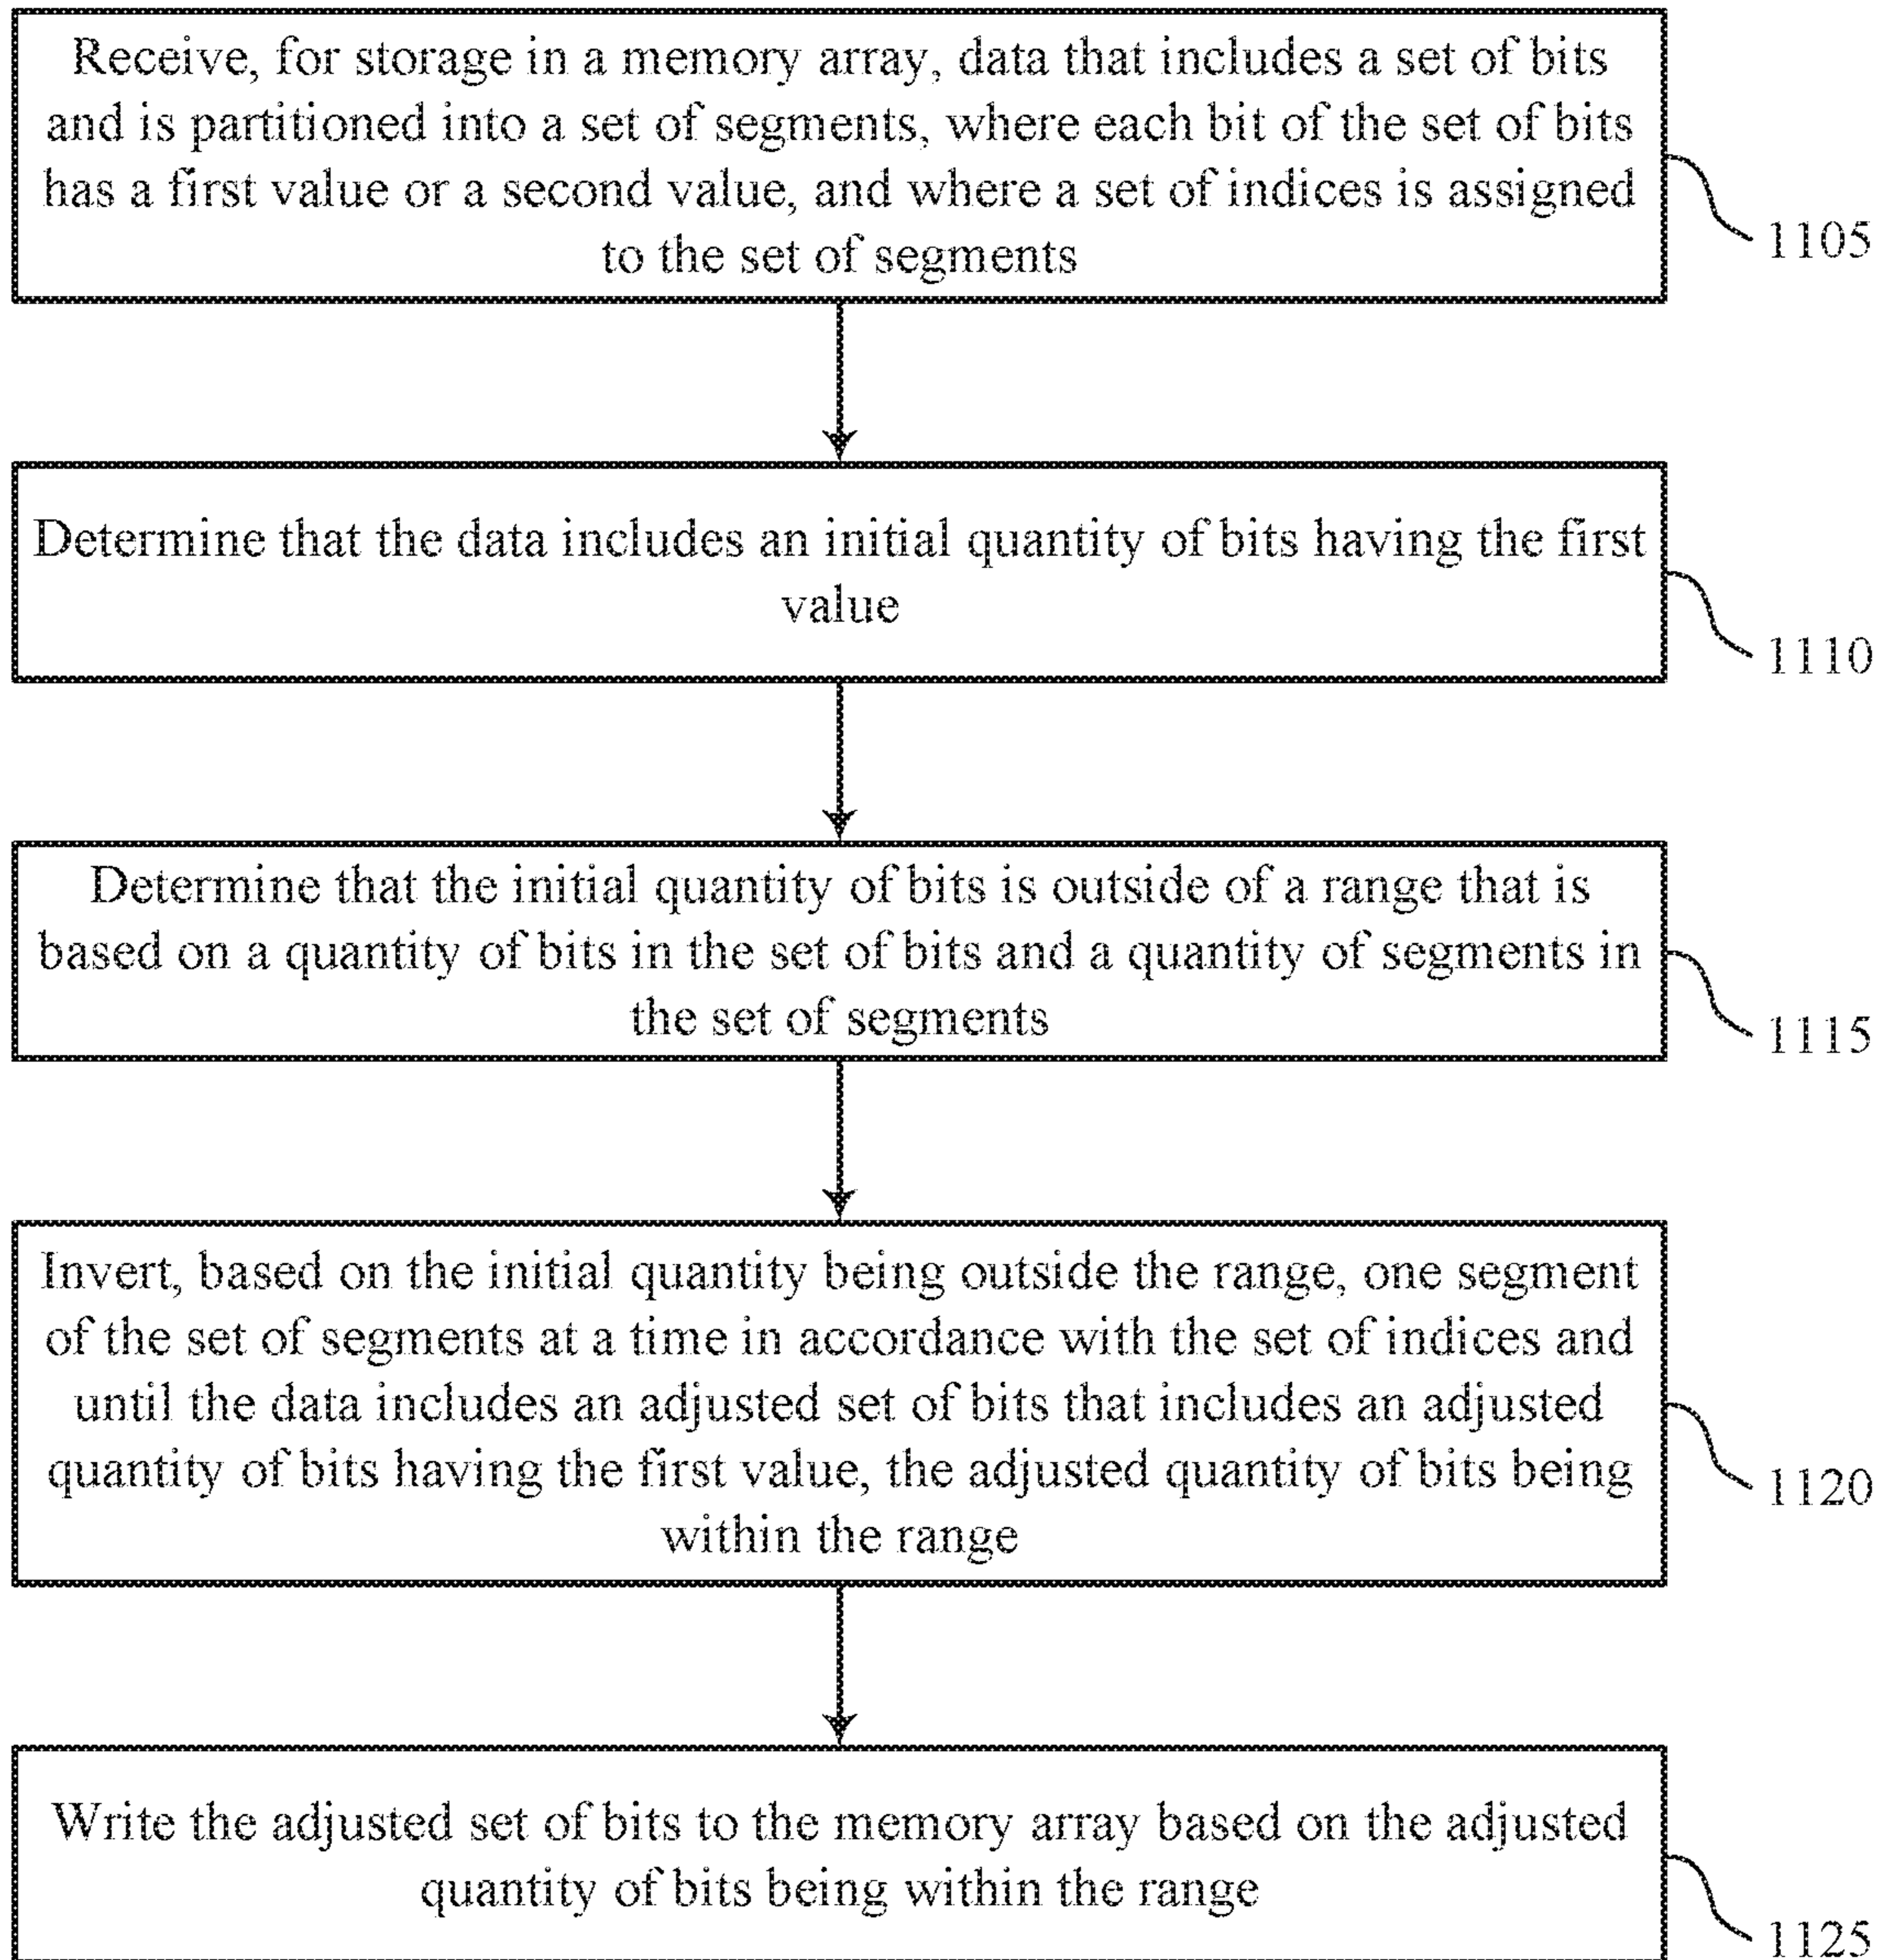 Receive, for storage in a memory array, data that includes a set of bits
and is partitioned into a set of segments, where each bit of the set of bits
has a first value or a second value, and where a set of indices is assigned
to the set of segments
1105
Determine that the data includes an initial quantity of bits having the first
value
1110
Determine that the initial quantity of bits is outside of a range that is
based on a quantity of bits in the set of bits and a quantity of segments in
the set of segments
1115
Invert, based on the initial quantity being outside the range, one segment
of the set of segments at a time in accordance with the set of indices and
until the data includes an adjusted set of bits that includes an adjusted
quantity of bits having the first value, the adjusted quantity of bits being
within the range
1120
Write the adjusted set of bits to the memory array based on the adjusted
quantity of bits being within the range
1125